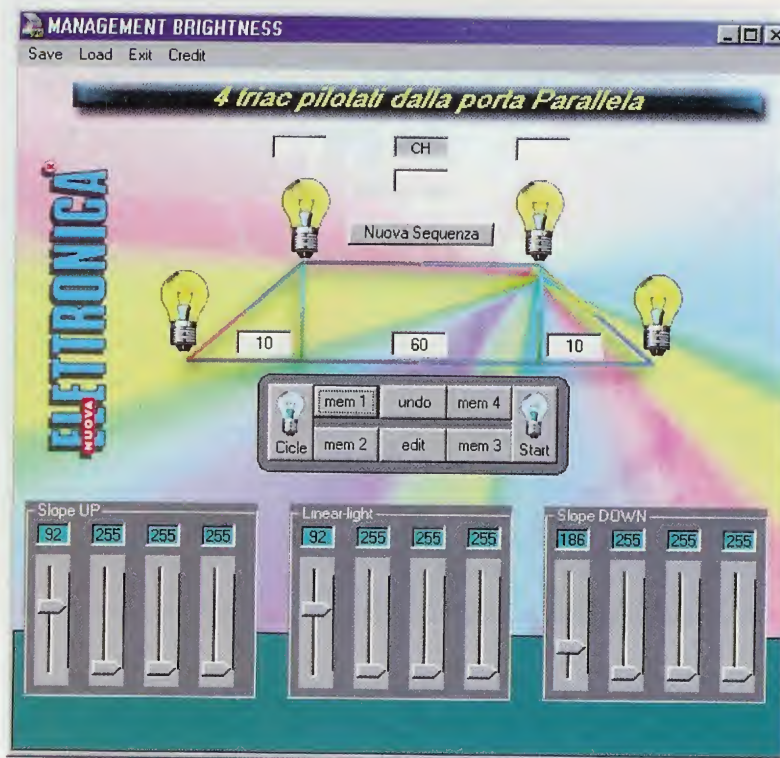 MANAGEMENT BRIGHTNESS
Save Load Exit Credit
4 triac pilotati dalla porta Parallela
CH
Nuova Sequenza
ELETTRONICA®
NUOVA
10 60 10
mem 1 undo mem 4
Cicle mem 2 edit mem 3 Start
Slope UP
92 255 255 255
Linear-light
92 255 255 255
Slope DOWN
186 255 255 255